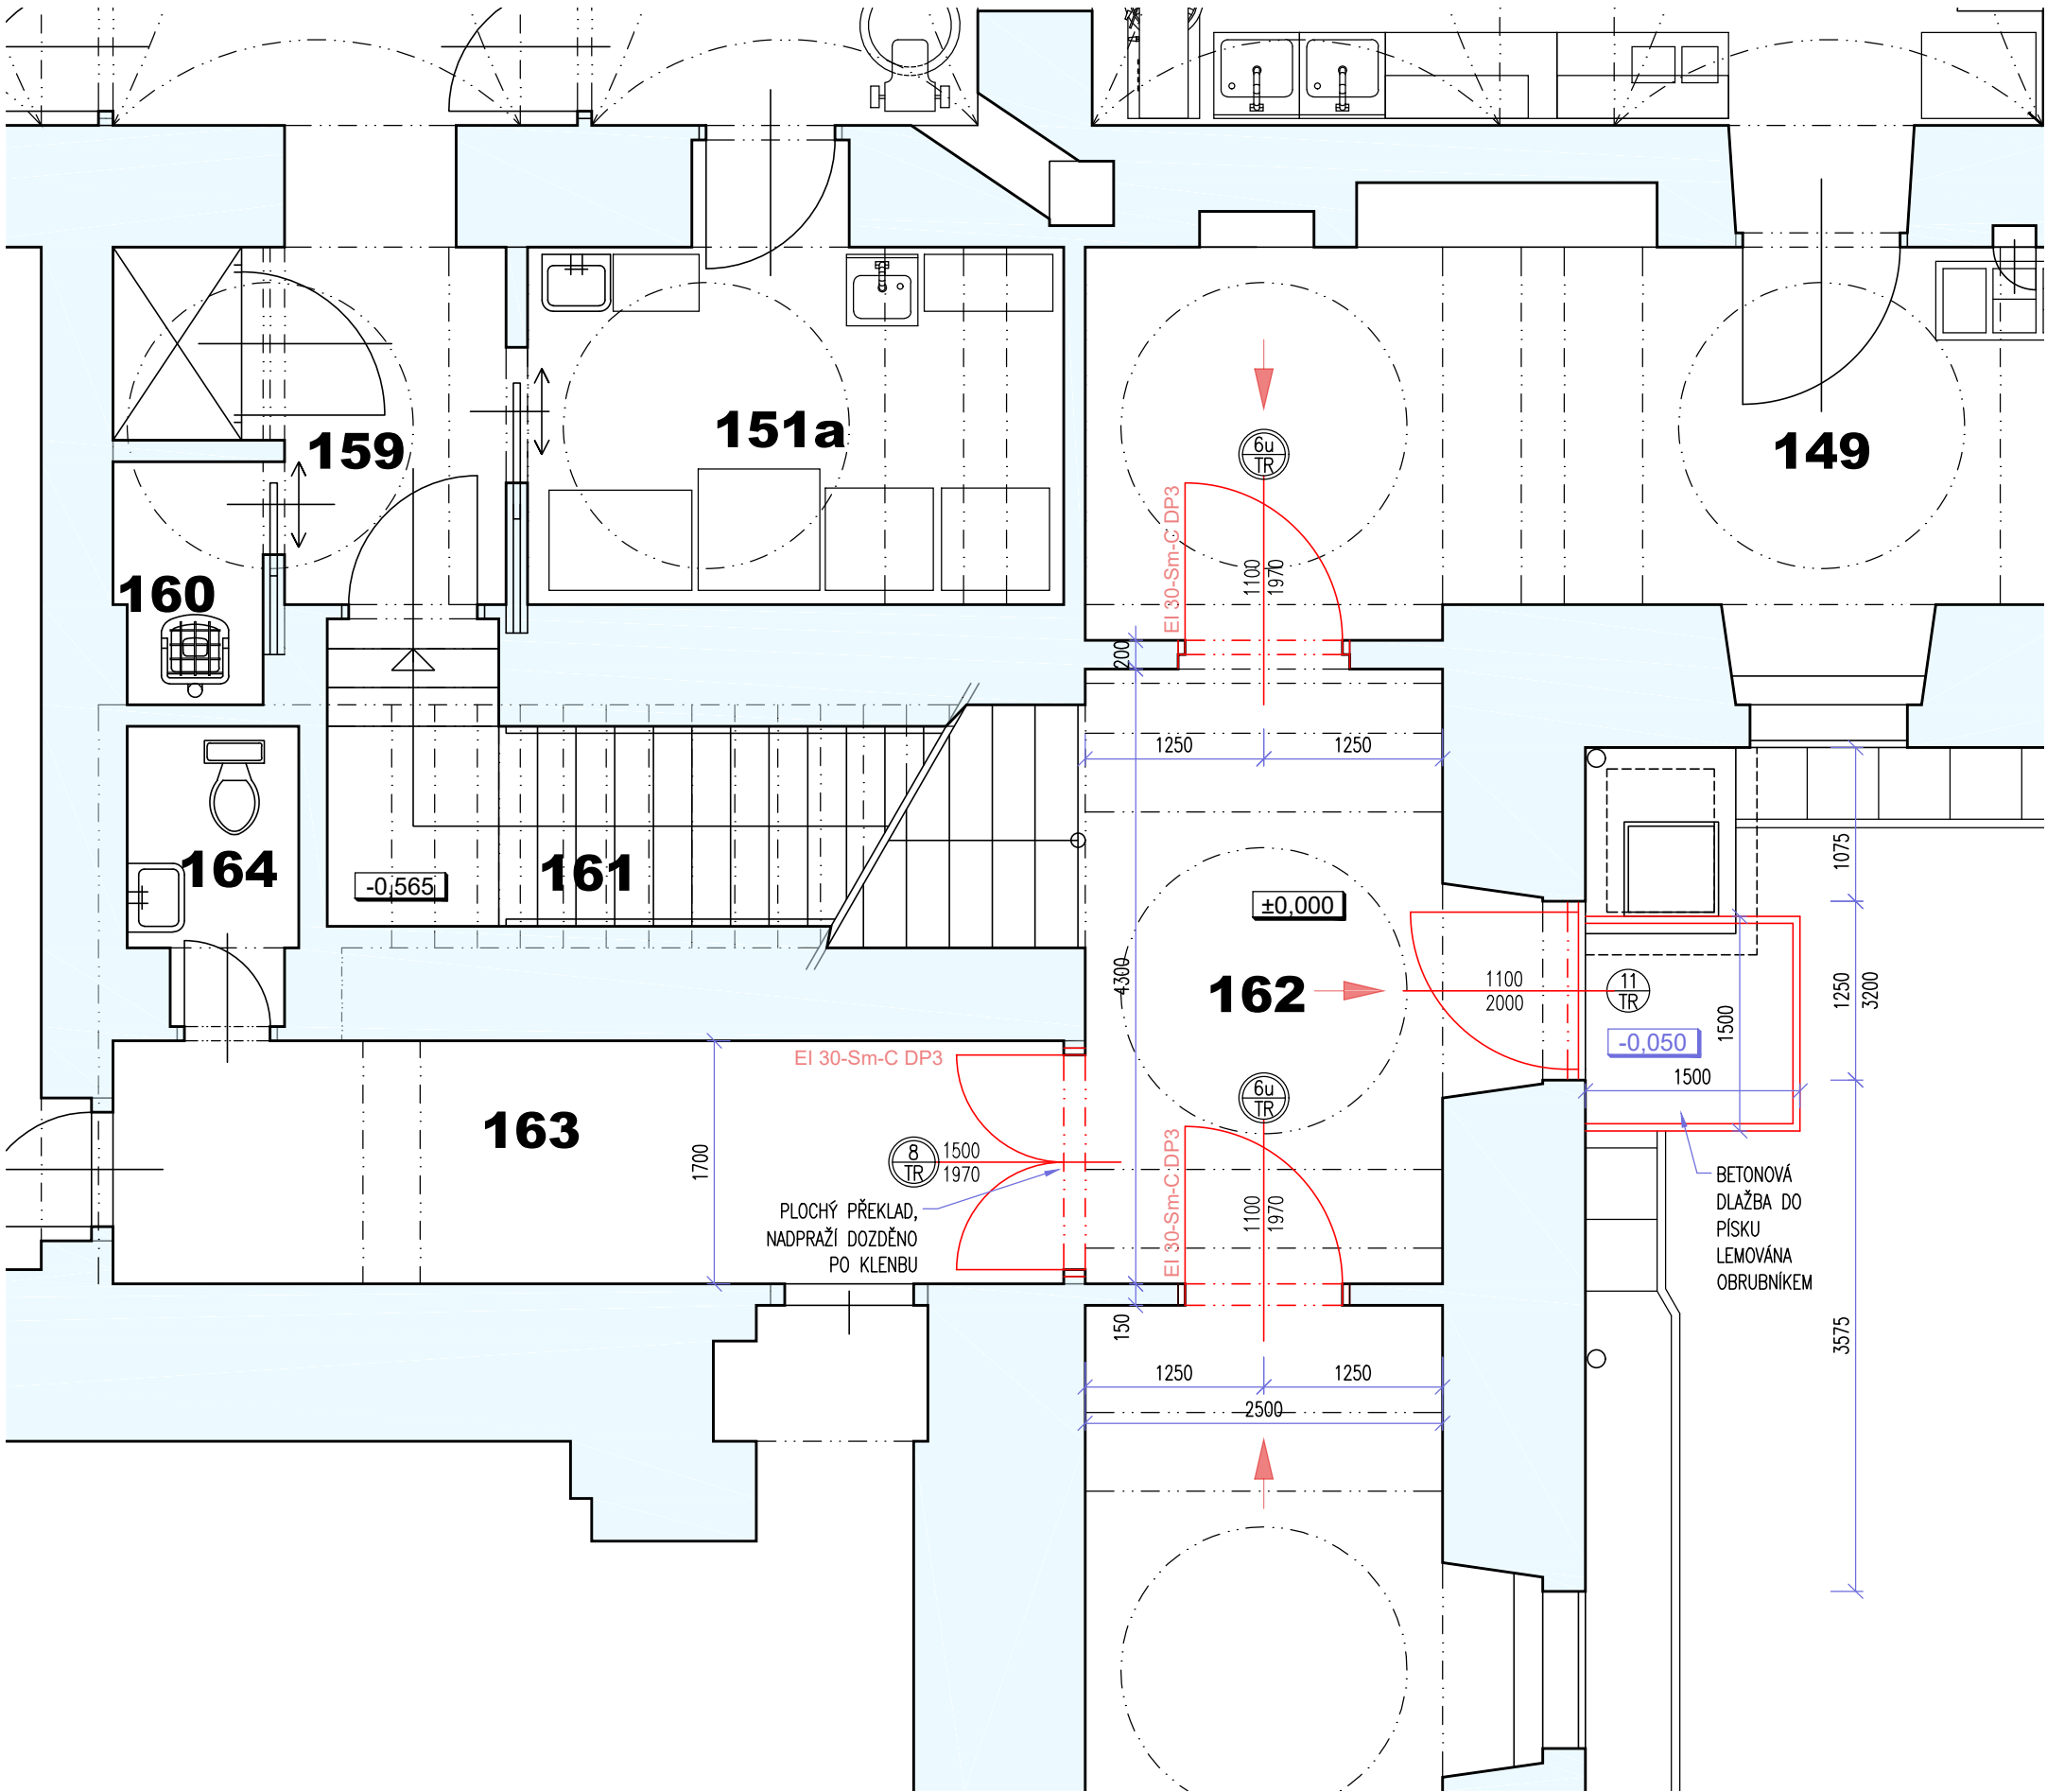 151a
159
149
6u
TR
EI 30-Sm-C DP3
1100
1970
160
200
1250
1250
164
-0,565
161
±0,000
1075
4300
162
1100
2000
11
TR
1500
1250
3200
-0,050
1500
EI 30-Sm-C DP3
163
1700
8
TR
1500
1970
6u
TR
EI 30-Sm-C DP3
1100
1970
PLOCHÝ PŘEKLAD,
NADPRAŽÍ DOZDĚNO
PO KLENBU
BETONOVÁ
DLAŽBA DO
PÍSKU
LEMOVÁNA
OBRUBNÍKEM
150
3575
1250
1250
2500